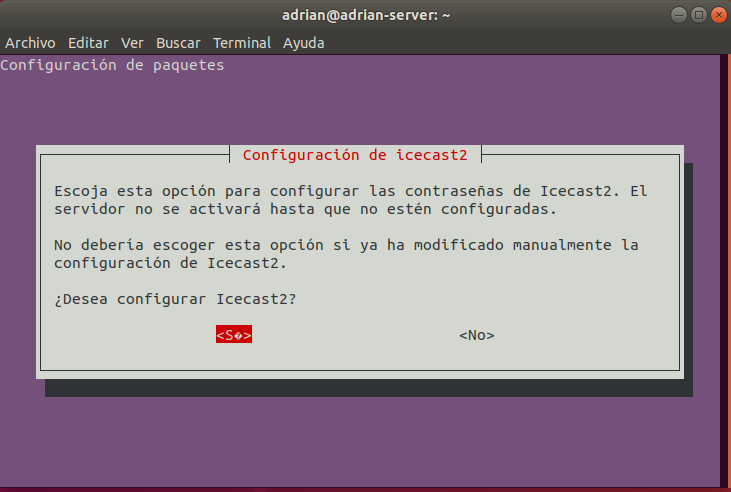 adrian@adrian-server: ~
Archivo Editar Ver Buscar Terminal Ayuda
Configuración de paquetes
Configuración de icecast2
Escoja esta opción para configurar las contraseñas de Icecast2. El
servidor no se activará hasta que no estén configuradas.
No debería escoger esta opción si ya ha modificado manualmente la
configuración de Icecast2.
¿Desea configurar Icecast2?
<S�> <No>